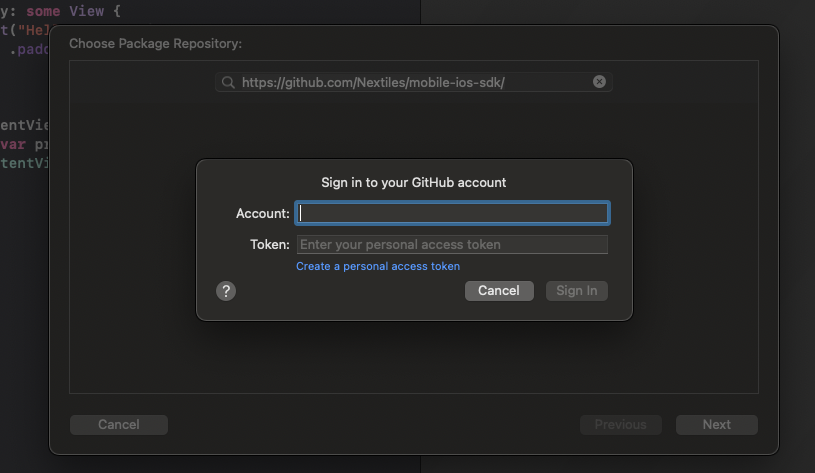 y: some View {
t("Hel
.padd
Choose Package Repository:
https://github.com/Nextiles/mobile-ios-sdk/
entVie
var pr
tentVi
Sign in to your GitHub account
Account:
Token: Enter your personal access token
Create a personal access token
?
Cancel Sign In
Cancel Previous Next